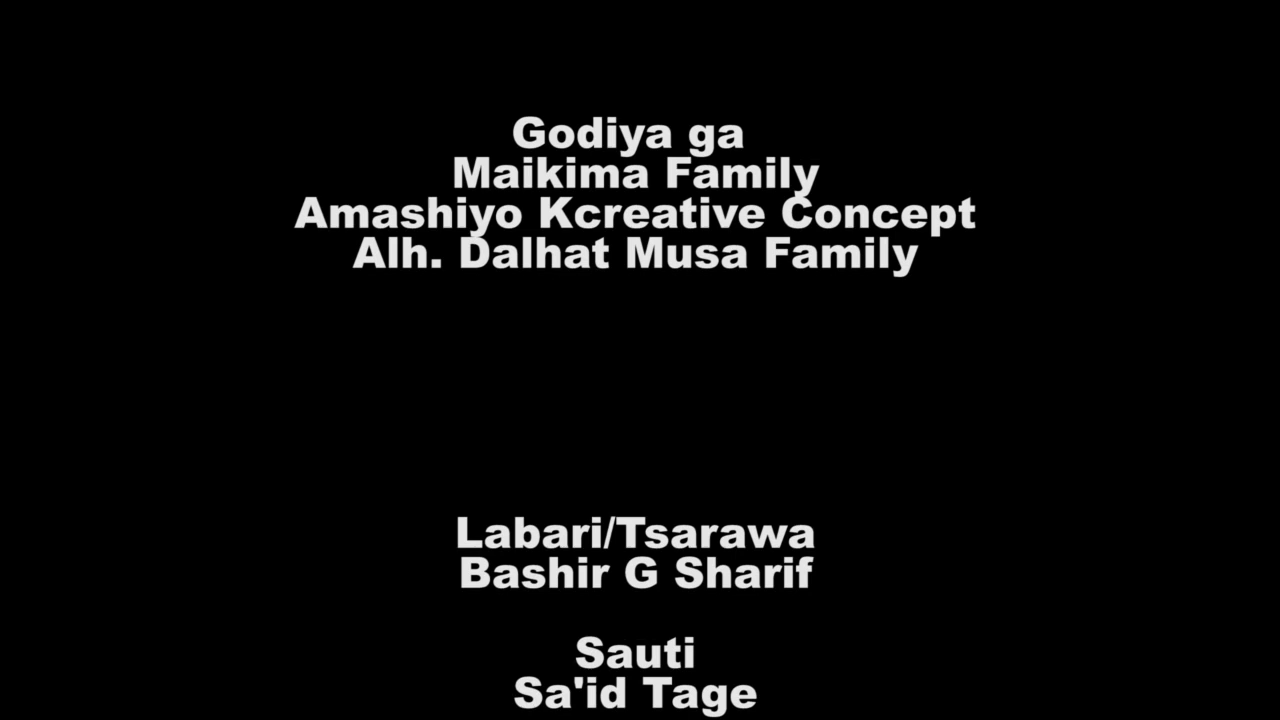 Godiya ga
Maikima Family
Amashiyo Kcreative Concept
Alh. Dalhat Musa Family
Labari/Tsarawa
Bashir G Sharif
Sauti
Sa'id Tage